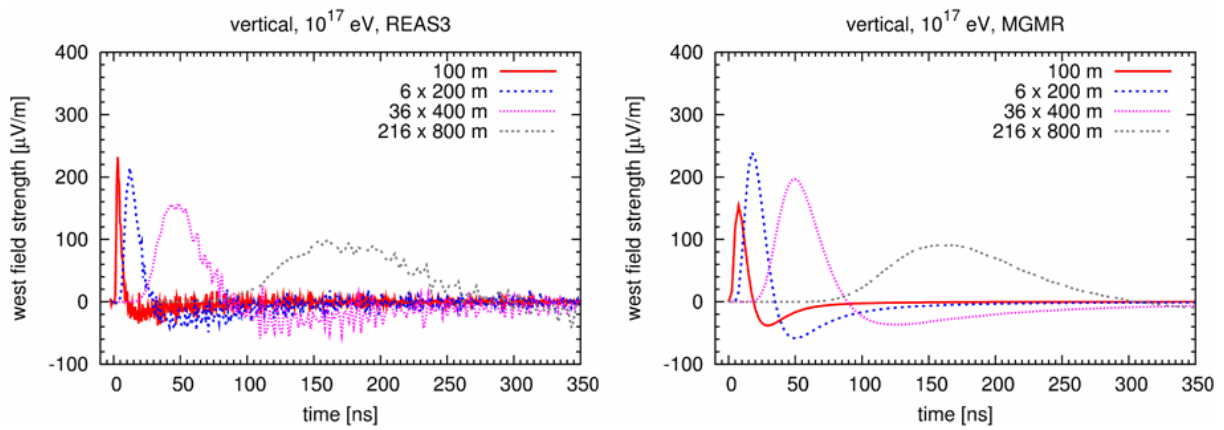 vertical, 10^17 eV, REAS3
400
300
200
100
0
-100
west field strength [µV/m]
100 m
6 x 200 m
36 x 400 m
216 x 800 m
0 50 100 150 200 250 300 350
time [ns]
vertical, 10^17 eV, MGMR
400
300
200
100
0
-100
west field strength [µV/m]
100 m
6 x 200 m
36 x 400 m
216 x 800 m
0 50 100 150 200 250 300 350
time [ns]